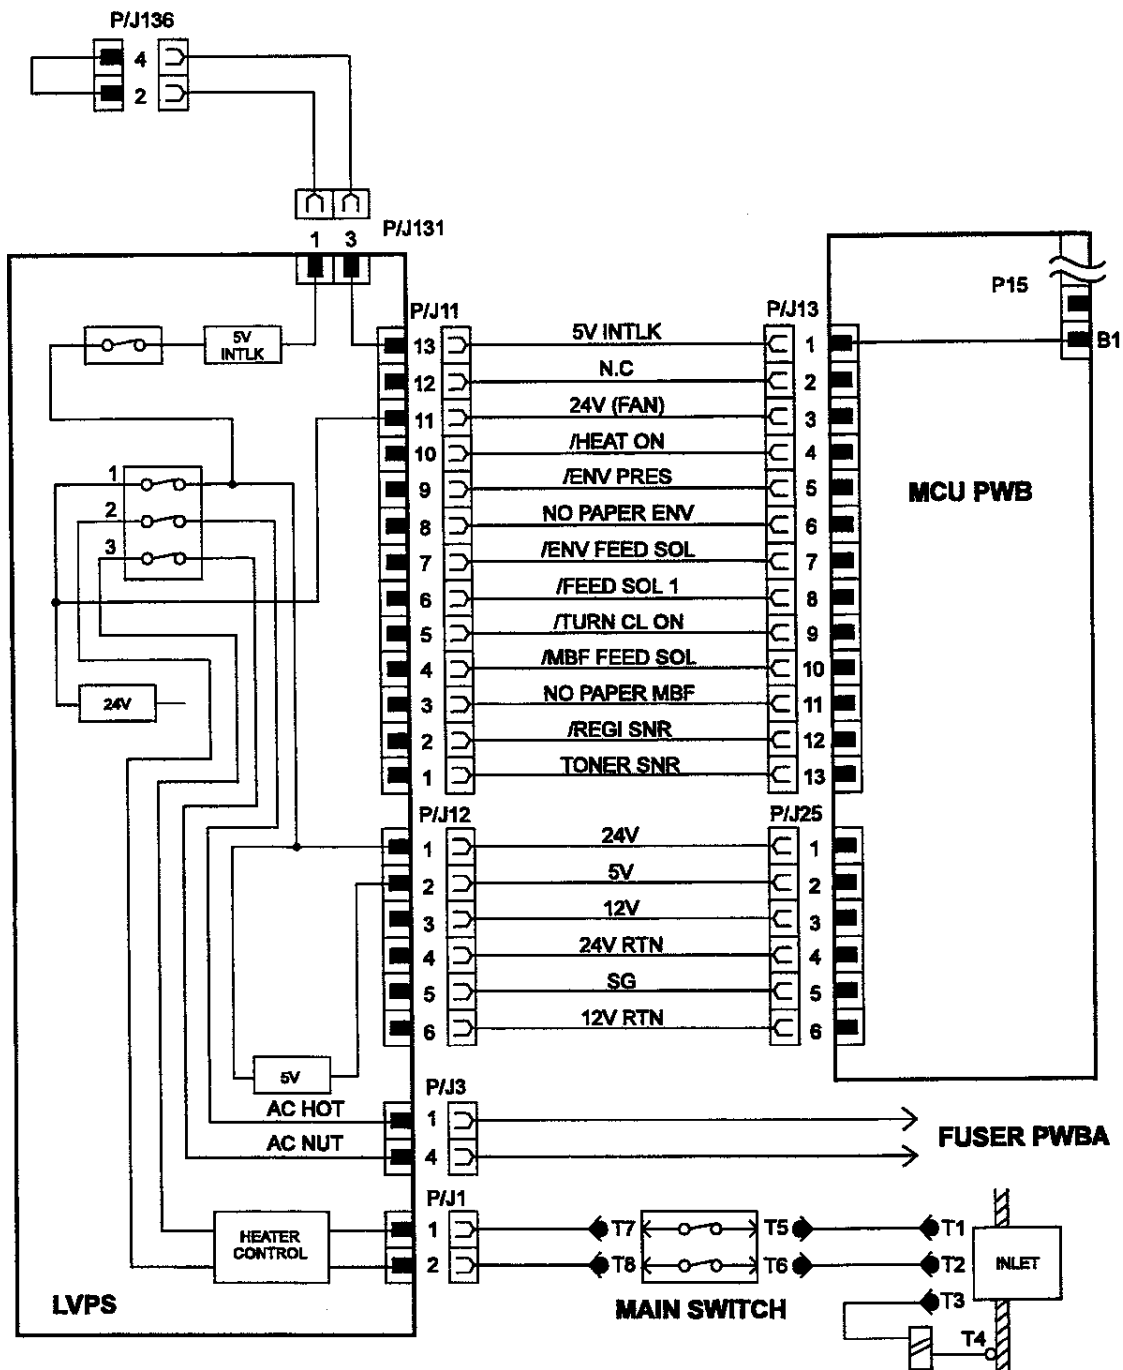 P/J136
4
2
P/J131
1 3
P15
B1
P/J11
P/J13
5V INTLK
13 5V INTLK 1
12 N.C 2
11 24V (FAN) 3
10 /HEAT ON 4
9 /ENV PRES 5
MCU PWB
8 NO PAPER ENV 6
7 /ENV FEED SOL 7
6 /FEED SOL 1 8
5 /TURN CL ON 9
4 /MBF FEED SOL 10
3 NO PAPER MBF 11
2 /REGI SNR 12
1 TONER SNR 13
1
2
3
24V
P/J12
P/J25
1 24V 1
2 5V 2
3 12V 3
4 24V RTN 4
5 SG 5
6 12V RTN 6
5V
P/J3
AC HOT 1
AC NUT 4
FUSER PWBA
P/J1
HEATER
CONTROL
1 T7 T5 T1
2 T8 T6 T2
INLET
T3
T4
LVPS
MAIN SWITCH